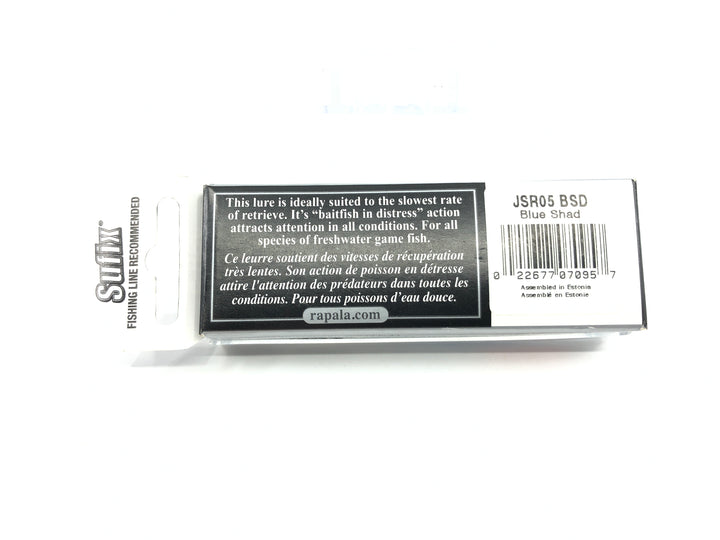 Sufix
FISHING LINE RECOMMENDED
This lure is ideally suited to the slowest rate
of retrieve. It's "baitfish in distress" action
attracts attention in all conditions. For all
species of freshwater game fish.
Ce leurre soutient des vitesses de récupération
très lentes. Son action de poisson en détresse
attire l'attention des prédateurs dans toutes les
conditions. Pour tous poissons d'eau douce.
rapala.com
JSR05 BSD
Blue Shad
0 22677 07095 7
Assembled in Estonia
Assemblé en Estonie